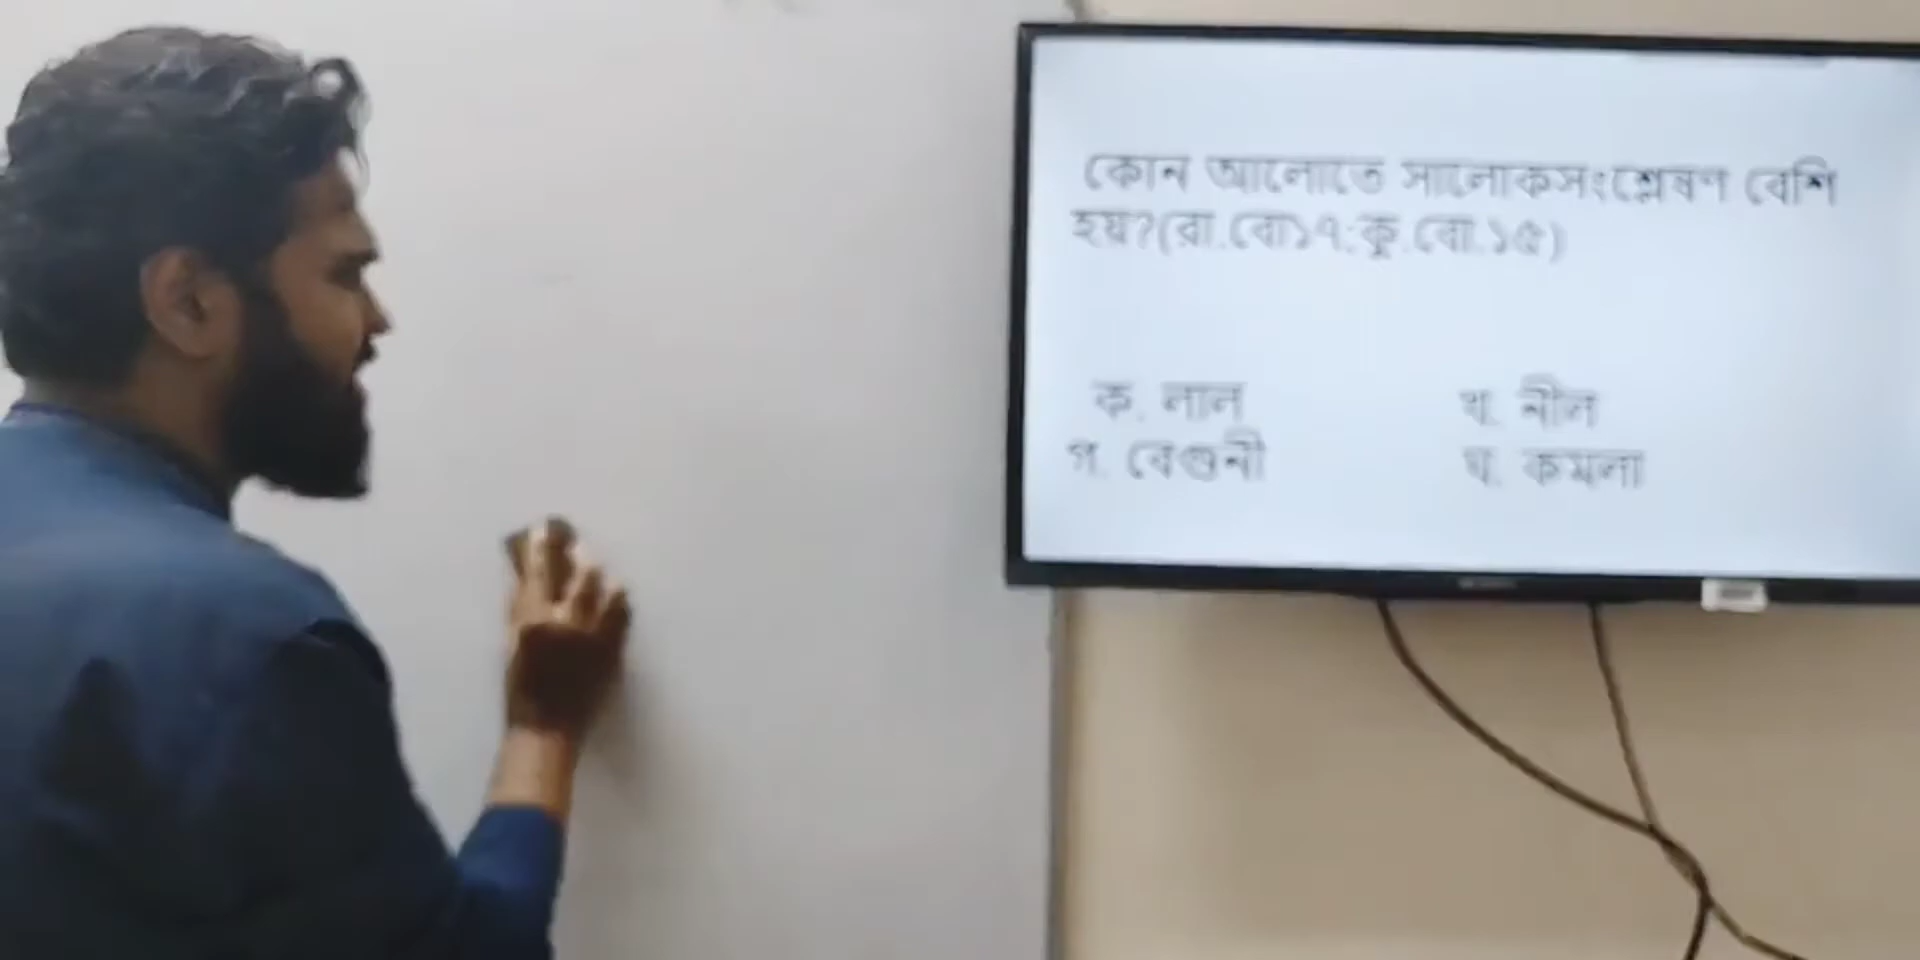 কোন আলোতে সালোকসংশ্লেষণ বেশি
হয়?(রা.বো১৭:কু.বো.১৫)
ক. লাল
খ. নীল
গ. বেগুনী
ঘ. কমলা